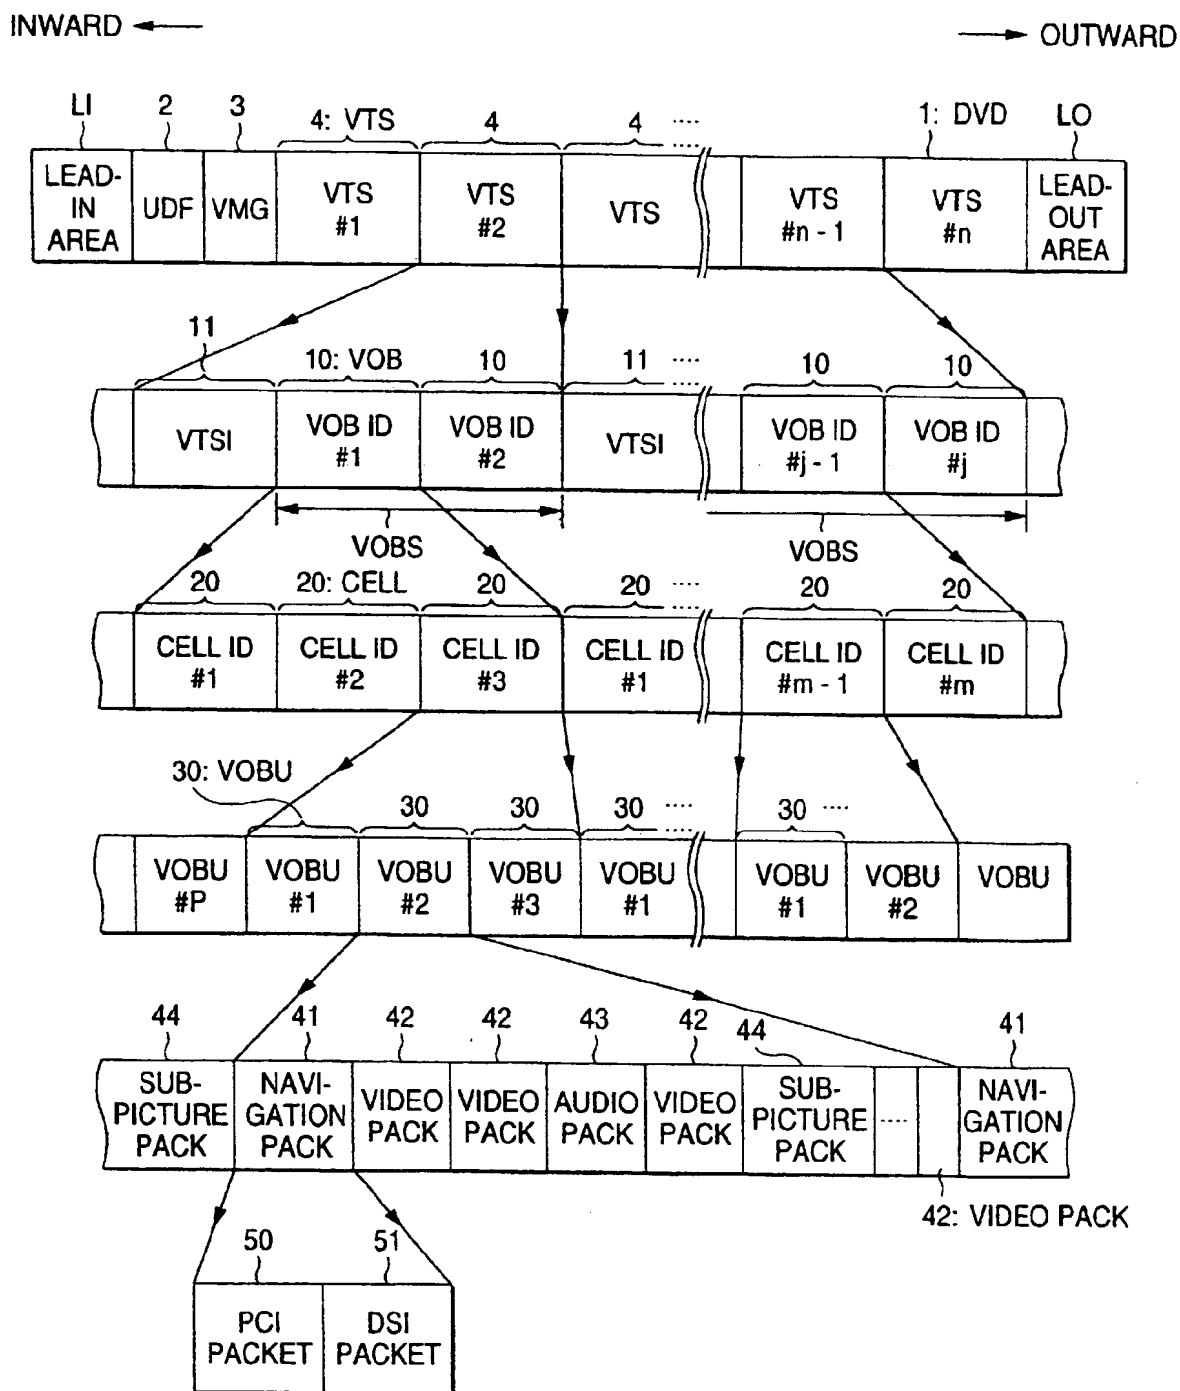 INWARD
OUTWARD
LI 2 3 4: VTS 4 4 ···· 1: DVD LO
LEAD-IN AREA UDF VMG VTS #1 VTS #2 VTS VTS #n - 1 VTS #n LEAD-OUT AREA
11 10: VOB 10 11 ···· 10 10
VTSI VOB ID #1 VOB ID #2 VTSI VOB ID #j - 1 VOB ID #j
VOBS VOBS
20 20: CELL 20 20 ···· 20 20
CELL ID #1 CELL ID #2 CELL ID #3 CELL ID #1 CELL ID #m - 1 CELL ID #m
30: VOBU 30 30 30 ···· 30 ····
VOBU #P VOBU #1 VOBU #2 VOBU #3 VOBU #1 VOBU #1 VOBU #2 VOBU
44 41 42 42 43 42 44 41
SUB-PICTURE PACK NAVI-GATION PACK VIDEO PACK VIDEO PACK AUDIO PACK VIDEO PACK SUB-PICTURE PACK ···· NAVI-GATION PACK
42: VIDEO PACK
50 51
PCI PACKET DSI PACKET